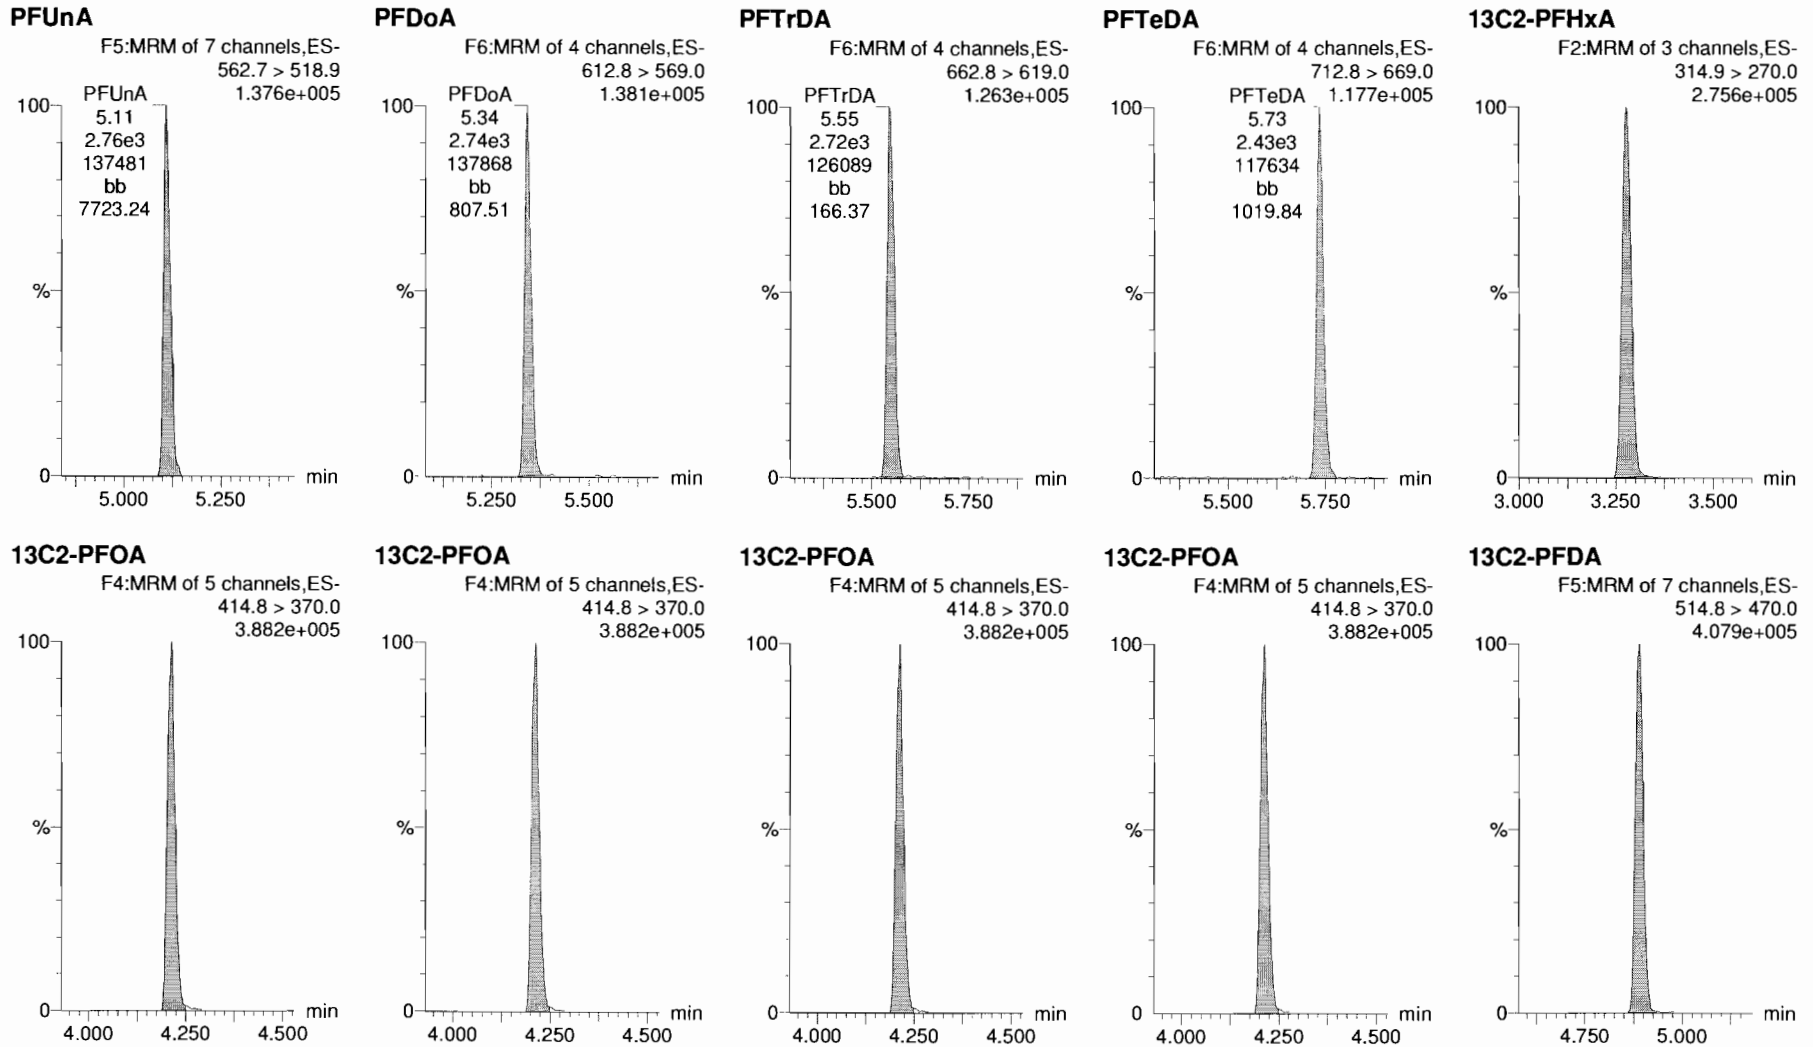 PFUnA
F5:MRM of 7 channels,ES-
562.7 > 518.9
1.376e+005
100
PFUnA
5.11
2.76e3
137481
bb
7723.24
%
0
min
5.000
5.250
PFDoA
F6:MRM of 4 channels,ES-
612.8 > 569.0
1.381e+005
100
PFDoA
5.34
2.74e3
137868
bb
807.51
%
0
min
5.250
5.500
PFTrDA
F6:MRM of 4 channels,ES-
662.8 > 619.0
1.263e+005
100
PFTrDA
5.55
2.72e3
126089
bb
166.37
%
0
min
5.500
5.750
PFTeDA
F6:MRM of 4 channels,ES-
712.8 > 669.0
1.177e+005
100
PFTeDA
5.73
2.43e3
117634
bb
1019.84
%
0
min
5.500
5.750
13C2-PFHxA
F2:MRM of 3 channels,ES-
314.9 > 270.0
2.756e+005
100
%
0
min
3.000
3.250
3.500
13C2-PFOA
F4:MRM of 5 channels,ES-
414.8 > 370.0
3.882e+005
100
%
0
min
4.000
4.250
4.500
13C2-PFOA
F4:MRM of 5 channels,ES-
414.8 > 370.0
3.882e+005
100
%
0
min
4.000
4.250
4.500
13C2-PFOA
F4:MRM of 5 channels,ES-
414.8 > 370.0
3.882e+005
100
%
0
min
4.000
4.250
4.500
13C2-PFOA
F4:MRM of 5 channels,ES-
414.8 > 370.0
3.882e+005
100
%
0
min
4.000
4.250
4.500
13C2-PFDA
F5:MRM of 7 channels,ES-
514.8 > 470.0
4.079e+005
100
%
0
min
4.750
5.000